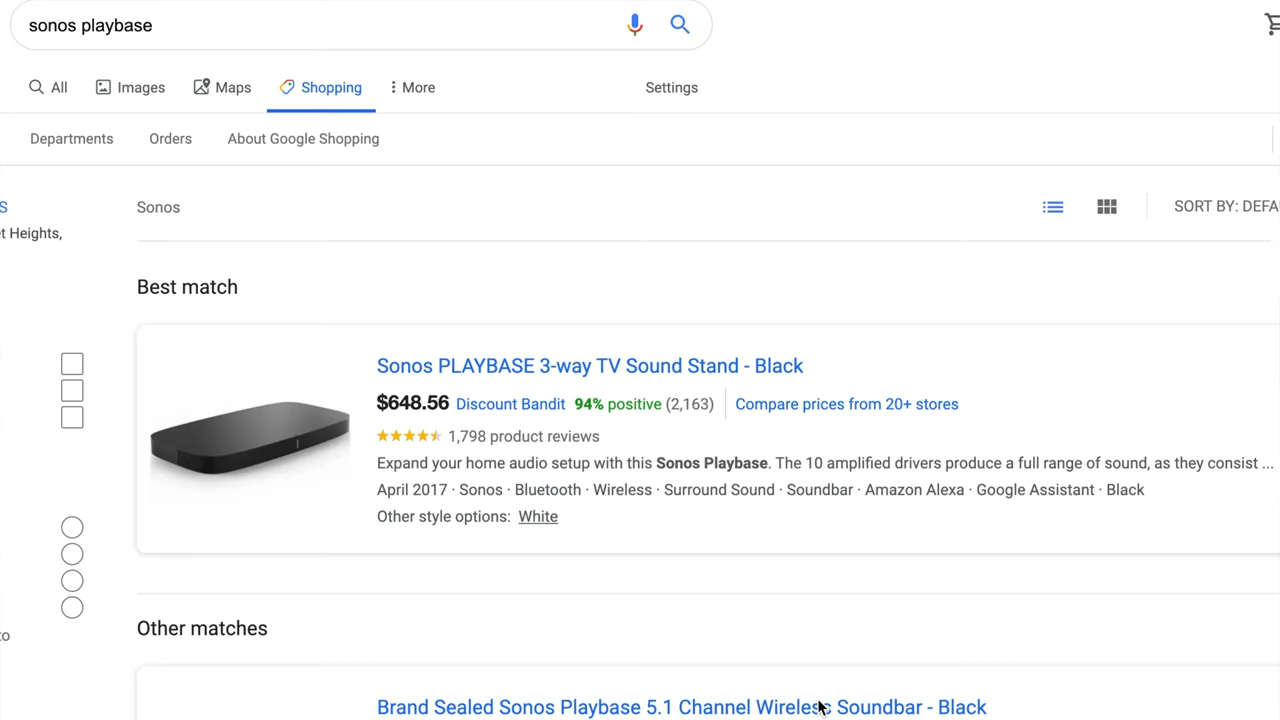 sonos playbase
All Images Maps Shopping More Settings
Departments Orders About Google Shopping
S
Sonos
SORT BY:
Heights,
Best match
Sonos PLAYBASE 3-way TV Sound Stand - Black
$648.56 Discount Bandit 94% positive (2,163) Compare prices from 20+ stores
1,798 product reviews
Expand your home audio setup with this Sonos Playbase. The 10 amplified drivers produce a full range of sound, as they consist ...
April 2017 · Sonos · Bluetooth · Wireless · Surround Sound · Soundbar · Amazon Alexa · Google Assistant · Black
Other style options: White
Other matches
Brand Sealed Sonos Playbase 5.1 Channel Wireless Soundbar - Black